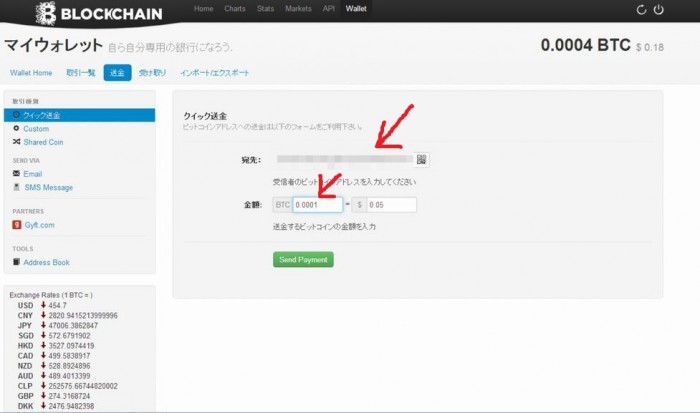 BLOCKCHAIN
Home Charts Stats Markets API Wallet
マイウォレット 自ら自分専用の銀行になろう.
0.0004 BTC $ 0.18
Wallet Home 取引一覧 送金 受け取り インポート/エクスポート
取引種別
クイック送金
Custom
Shared Coin
SEND VIA
Email
SMS Message
PARTNERS
g Gyft.com
TOOLS
Address Book
Exchange Rates (1 BTC = )
USD 454.7
CNY 2820.9415213999996
JPY 47006.3862847
SGD 572.6791902
HKD 3527.0974419
CAD 499.5838917
NZD 528.8924896
AUD 489.4013399
CLP 252575.66744820002
GBP 274.3168724
DKK 2476.9482398
クイック送金
ビットコインアドレスへの送金は以下のフォームをご利用下さい。
宛先:
受信者のビットコインアドレスを入力してください
金額: BTC 0.0001 = $ 0.05
送金するビットコインの金額を入力
Send Payment